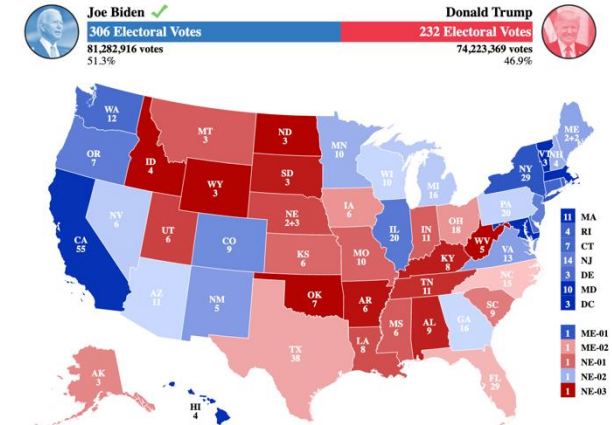 Joe Biden
Donald Trump
306 Electoral Votes
232 Electoral Votes
81,282,916 votes
74,223,369 votes
51.3%
46.9%
WA
12
OR
7
CA
55
NV
6
ID
4
MT
3
WY
3
UT
6
AZ
11
CO
9
NM
5
ND
3
SD
3
NE
2+3
KS
6
OK
7
TX
38
MN
10
IA
6
MO
10
AR
6
LA
8
WI
10
IL
20
MI
16
IN
11
OH
18
KY
8
TN
11
MS
6
AL
9
GA
16
FL
29
SC
9
NC
15
VA
13
WV
5
PA
20
NY
29
VT
3
NH
4
ME
2+2
AK
3
HI
4
11 MA
4 RI
7 CT
14 NJ
3 DE
10 MD
3 DC
1 ME-01
1 ME-02
1 NE-01
1 NE-02
1 NE-03